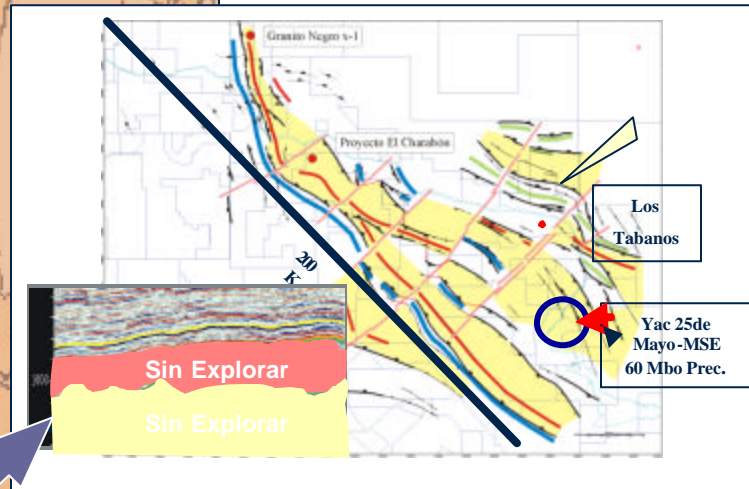 Granito Negro x-1
Proyecto El Charabón
Los
Tabanos
200
K
Yac 25de
Mayo-MSE
60 Mbo Prec.
Sin Explorar
Sin Explorar